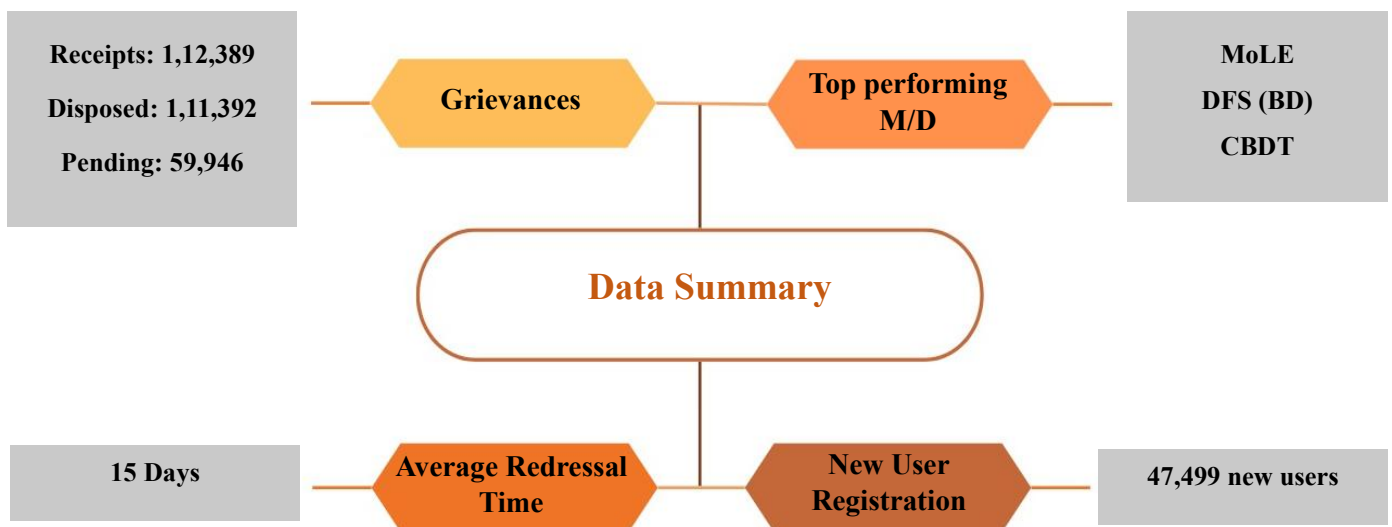 Receipts: 1,12,389
Disposed: 1,11,392
Pending: 59,946
Grievances
Top performing
M/D
MoLE
DFS (BD)
CBDT
Data Summary
15 Days
Average Redressal
Time
New User
Registration
47,499 new users